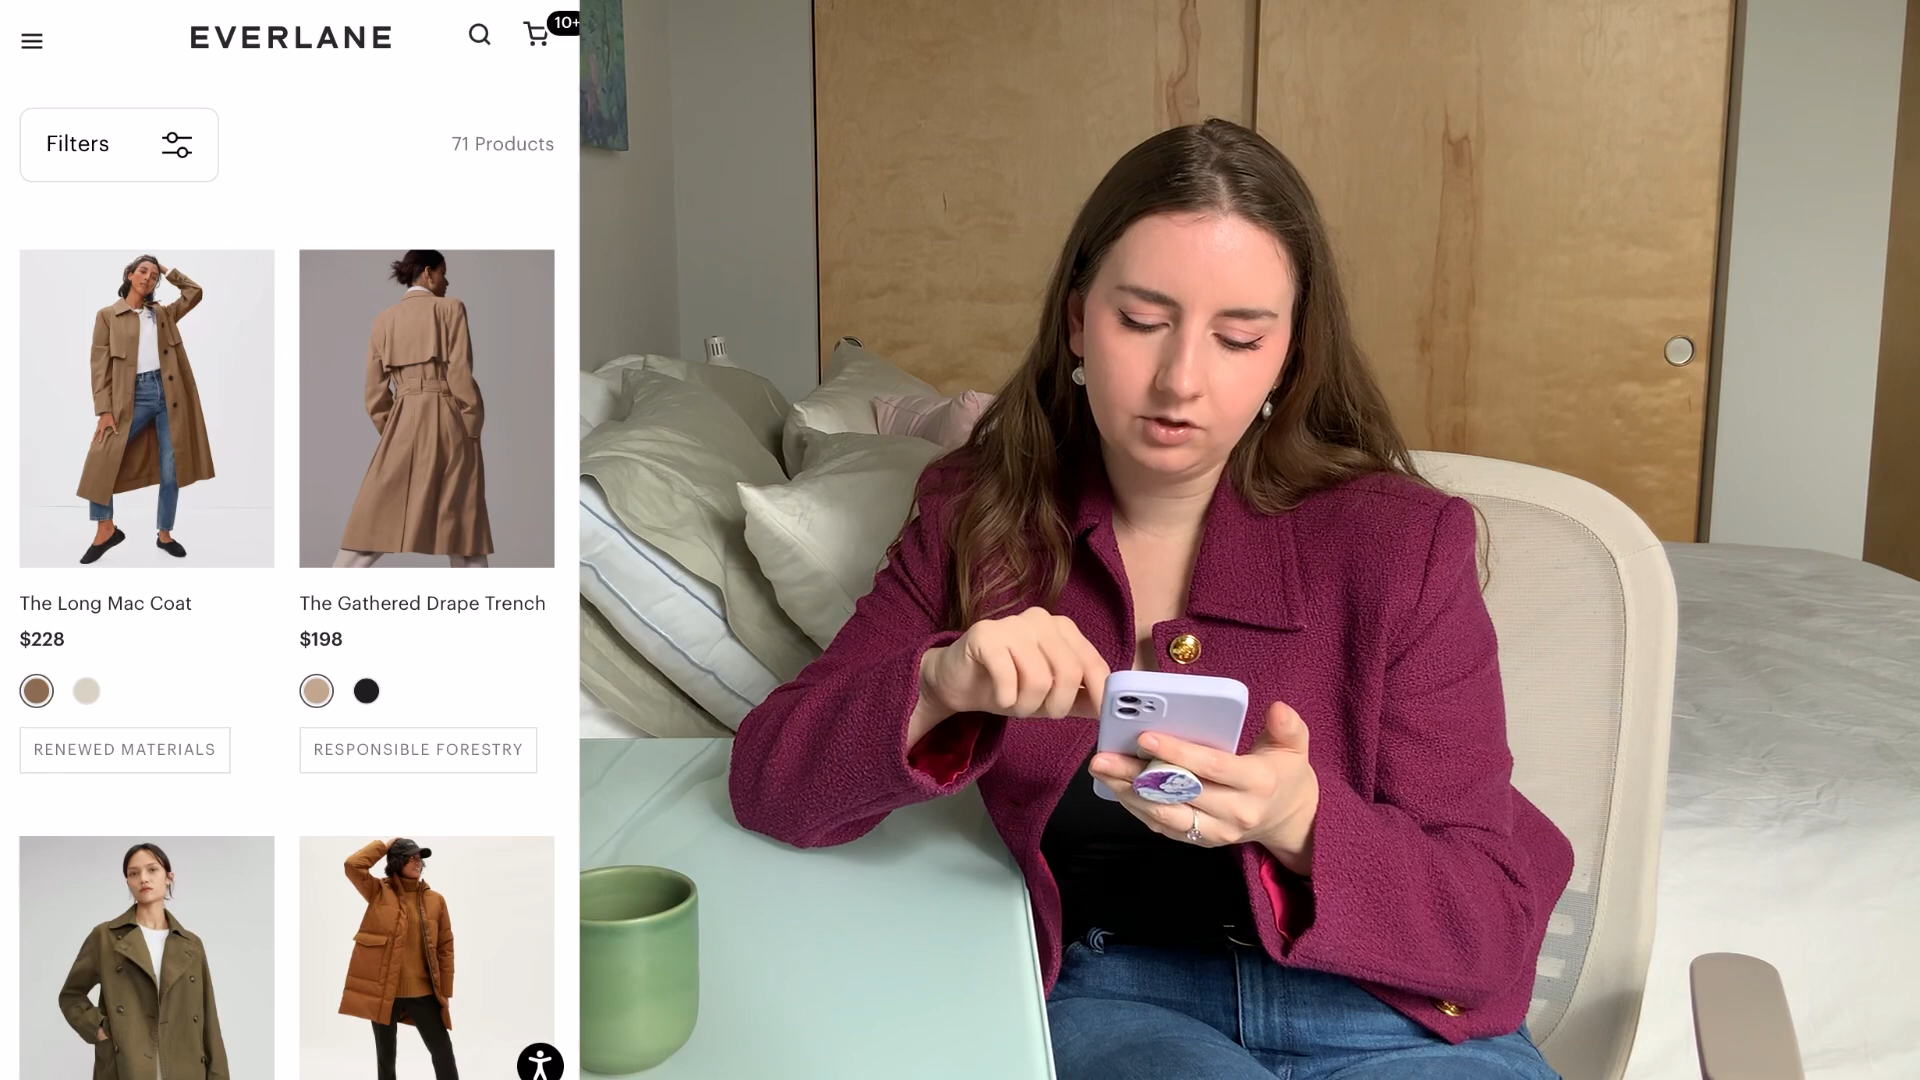 EVERLANE
10+
Filters
71 Products
The Long Mac Coat
$228
RENEWED MATERIALS
The Gathered Drape Trench
$198
RESPONSIBLE FORESTRY